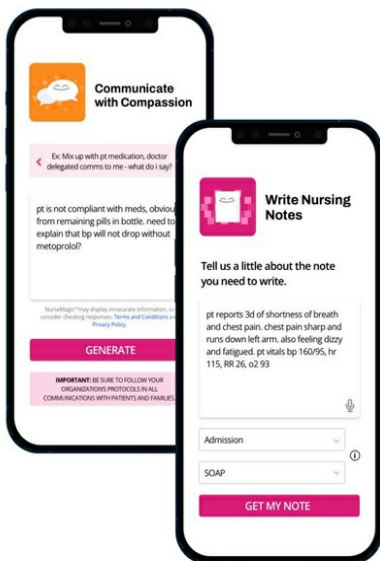 Communicate
with Compassion
Ex: Mix up with pt medication, doctor
delegated comms to me - what do i say?
pt is not compliant with meds, obviou
from remaining pills in bottle. need to
explain that bp will not drop without
metoprolol?
NurseMagic™ may display innacurate information, so
consider checking responses. Terms and Conditions an
Privacy Policy.
GENERATE
IMPORTANT: BE SURE TO FOLLOW YOUR
ORGANIZATION'S PROTOCOLS IN ALL
COMMUNICATIONS WITH PATIENTS AND FAMILIES.
Write Nursing
Notes
Tell us a little about the note
you need to write.
pt reports 3d of shortness of breath
and chest pain. chest pain sharp and
runs down left arm. also feeling dizzy
and fatigued. pt vitals bp 160/95, hr
115, RR 26, o2 93
Admission
SOAP
GET MY NOTE